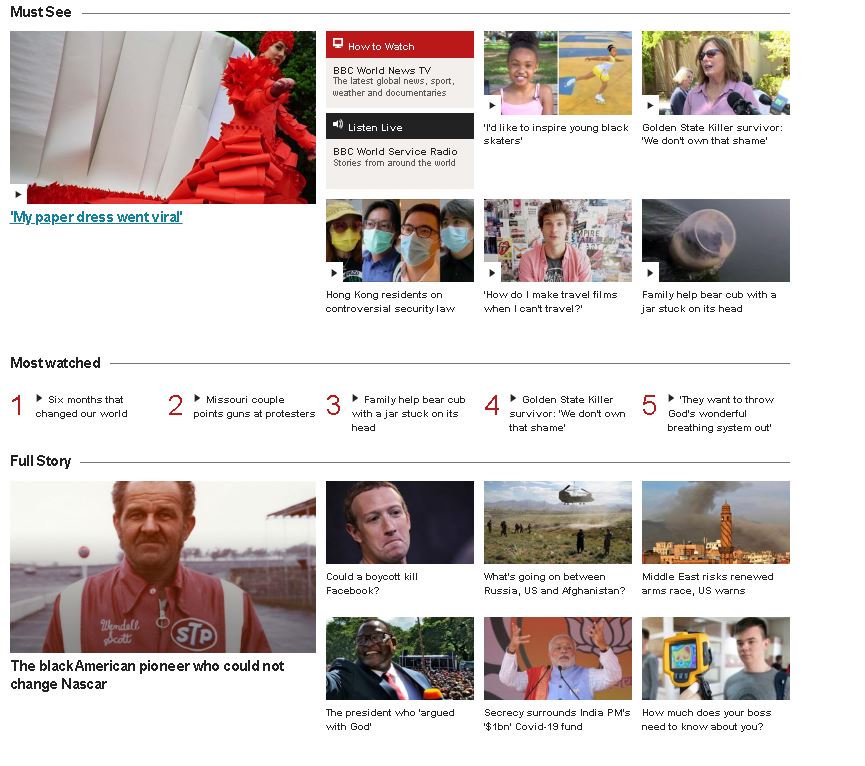 Must See
How to Watch
BBC World News TV
The latest global news, sport,
weather and documentaries
Listen Live
BBC World Service Radio
Stories from around the world
'My paper dress went viral'
'I'd like to inspire young black
skaters'
Golden State Killer survivor:
'We don't own that shame'
EMPIRE
Hong Kong residents on
controversial security law
'How do I make travel films
when I can't travel?'
Family help bear cub with a
jar stuck on its head
Most watched
1 Six months that
changed our world
2 Missouri couple
points guns at protesters
3 Family help bear cub
with a jar stuck on its
head
4 Golden State Killer
survivor: 'We don't own
that shame'
5 'They want to throw
God's wonderful
breathing system out'
Full Story
Wendell
Scott
STP
The black American pioneer who could not
change Nascar
Could a boycott kill
Facebook?
What's going on between
Russia, US and Afghanistan?
Middle East risks renewed
arms race, US warns
The president who 'argued
with God'
Secrecy surrounds India PM's
'$1bn' Covid-19 fund
How much does your boss
need to know about you?